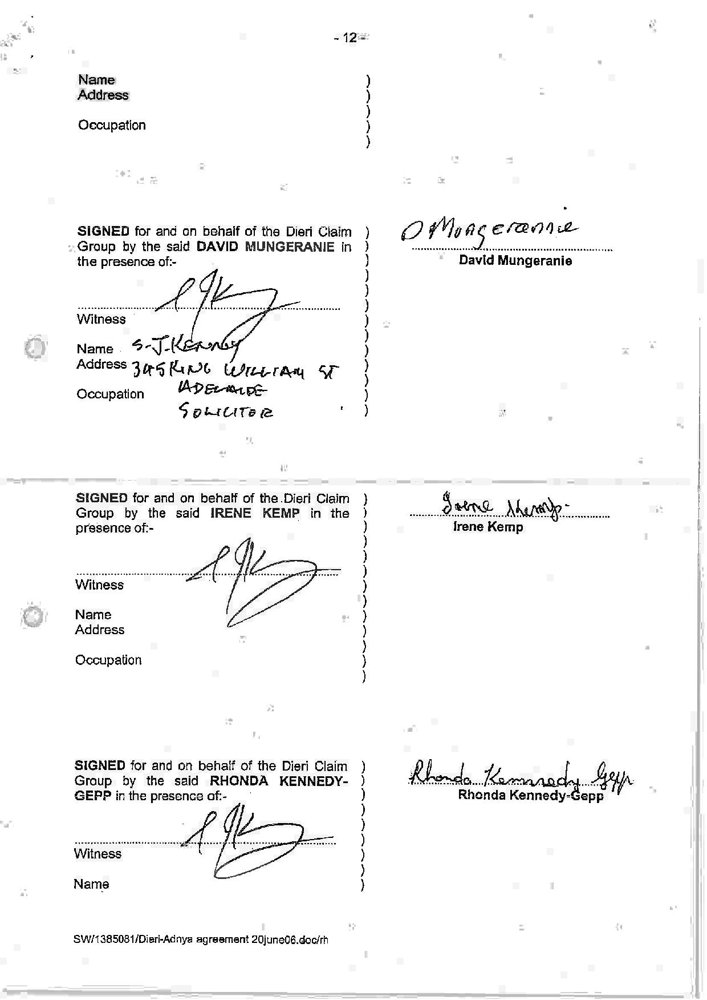 - 12 -
Name )
Address )
)
Occupation )
)
SIGNED for and on behalf of the Dieri Claim ) D Mungerannie
Group by the said DAVID MUNGERANIE in ) ........................................
the presence of:- ) David Mungeranie
)
)
........................................ )
Witness )
)
Name S-J.KENNY )
Address 345 KING WILLIAM ST )
ADELAIDE )
Occupation )
SOLICITOR )
SIGNED for and on behalf of the Dieri Claim ) Irene Kemp
Group by the said IRENE KEMP in the ) ........................................
presence of:- ) Irene Kemp
)
)
........................................ )
Witness )
)
Name )
Address )
)
Occupation )
)
SIGNED for and on behalf of the Dieri Claim ) Rhonda Kennedy Gepp
Group by the said RHONDA KENNEDY- ) ........................................
GEPP in the presence of:- ) Rhonda Kennedy-Gepp
)
)
........................................ )
Witness )
)
Name )
SW/1385081/Dieri-Adnya agreement 20june06.doc/rh